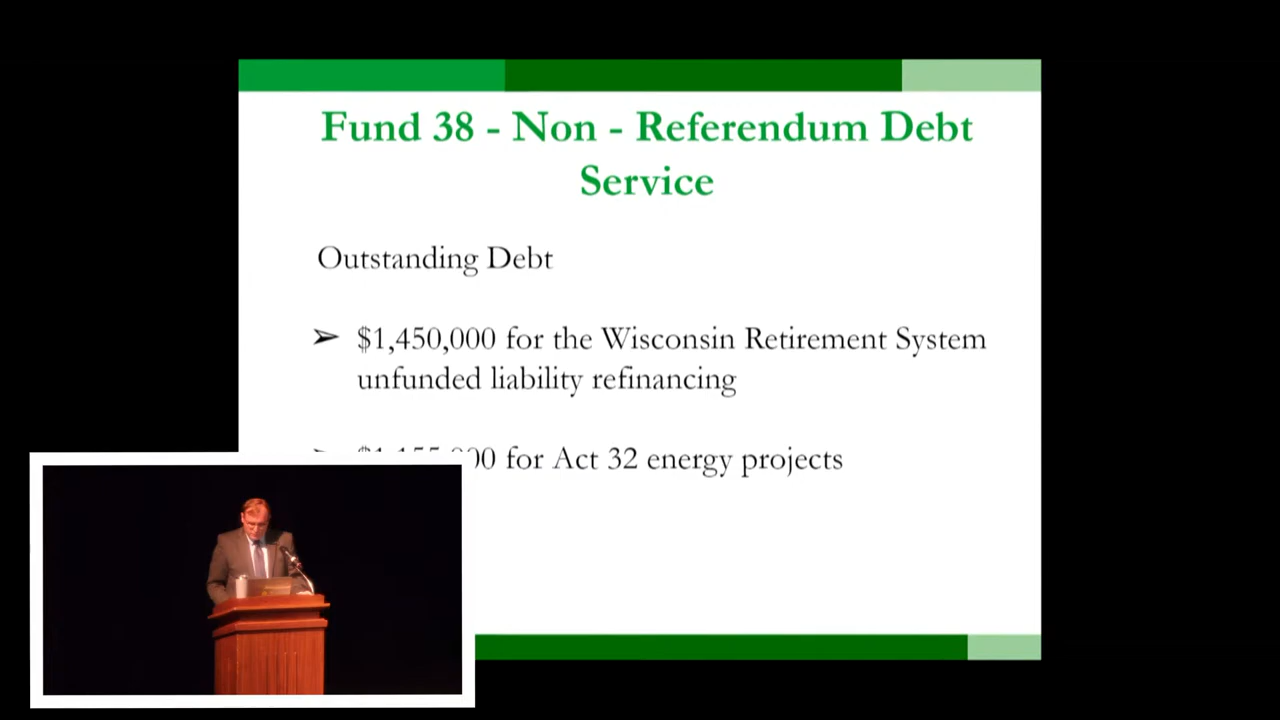 Fund 38 - Non - Referendum Debt
Service
Outstanding Debt
➢ $1,450,000 for the Wisconsin Retirement System
unfunded liability refinancing
for Act 32 energy projects